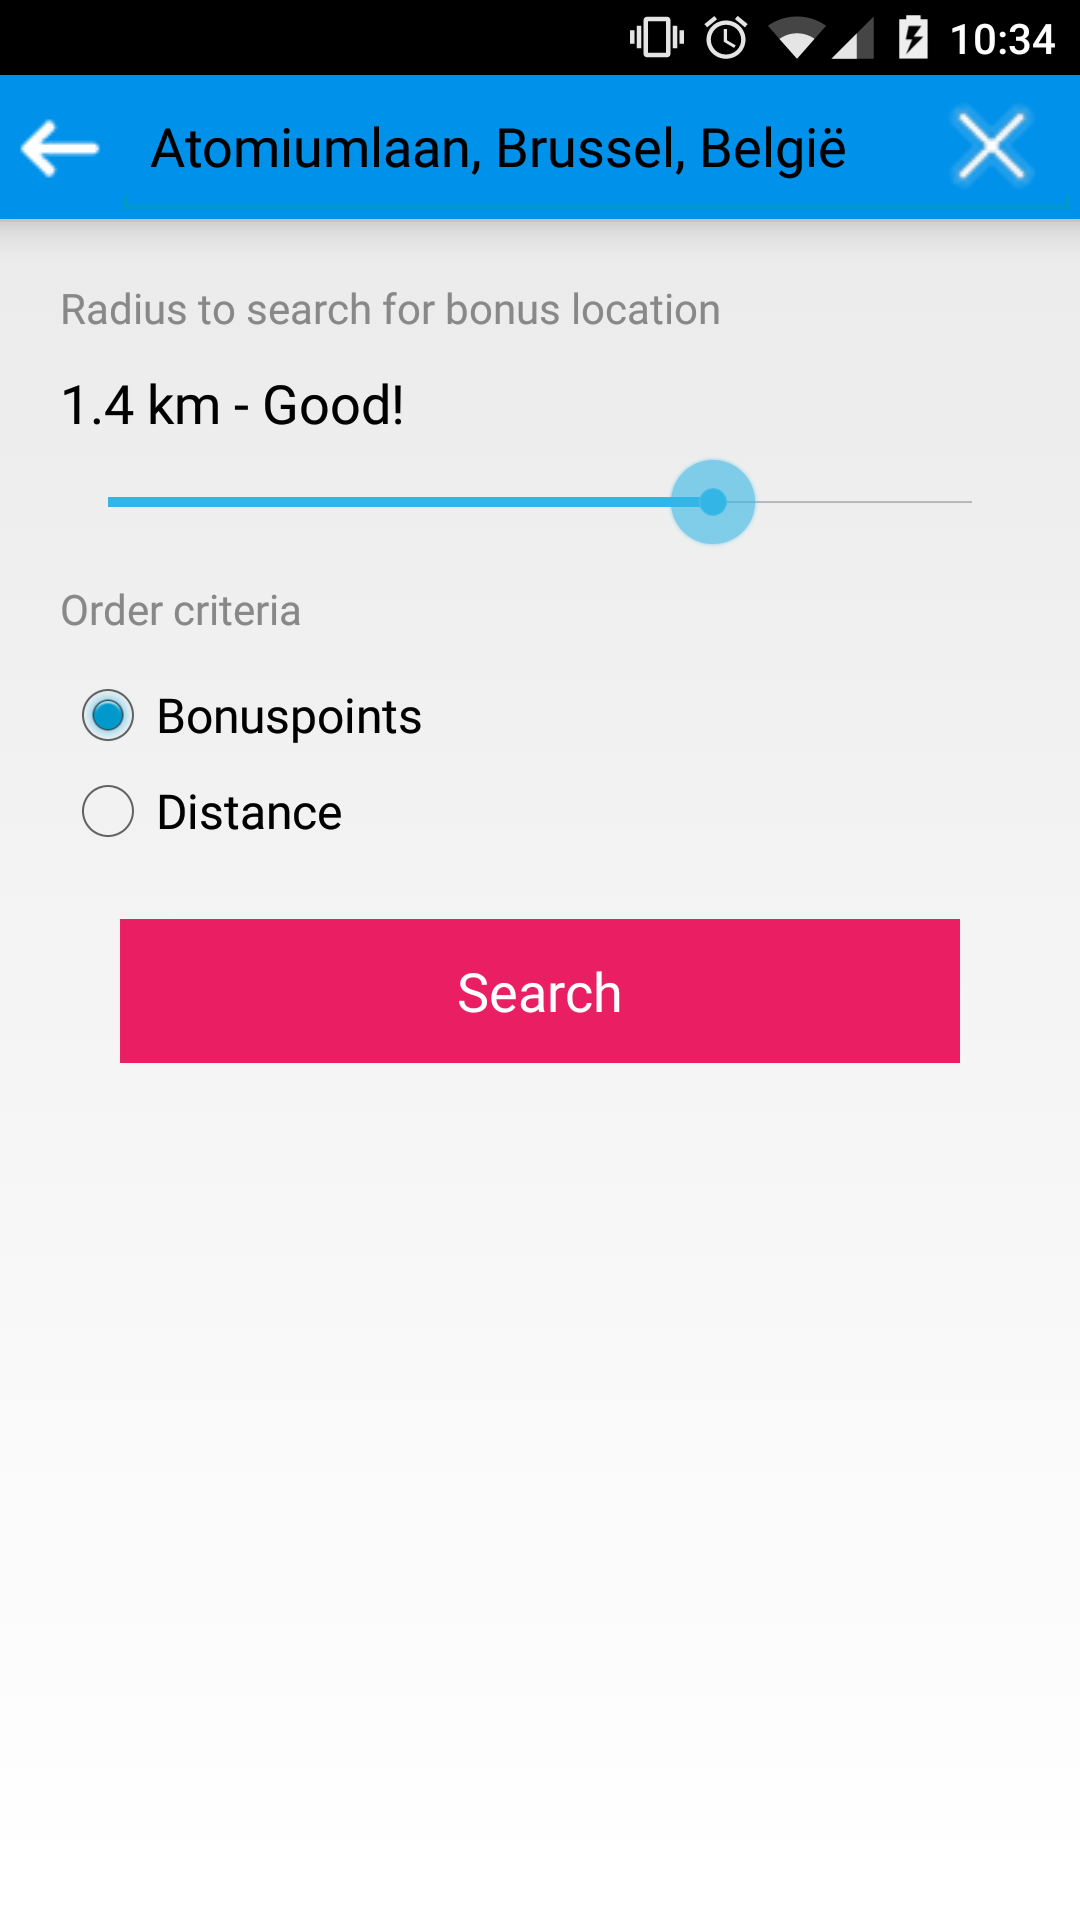 10:34
Atomiumlaan, Brussel, België
Radius to search for bonus location
1.4 km - Good!
Order criteria
Bonuspoints
Distance
Search